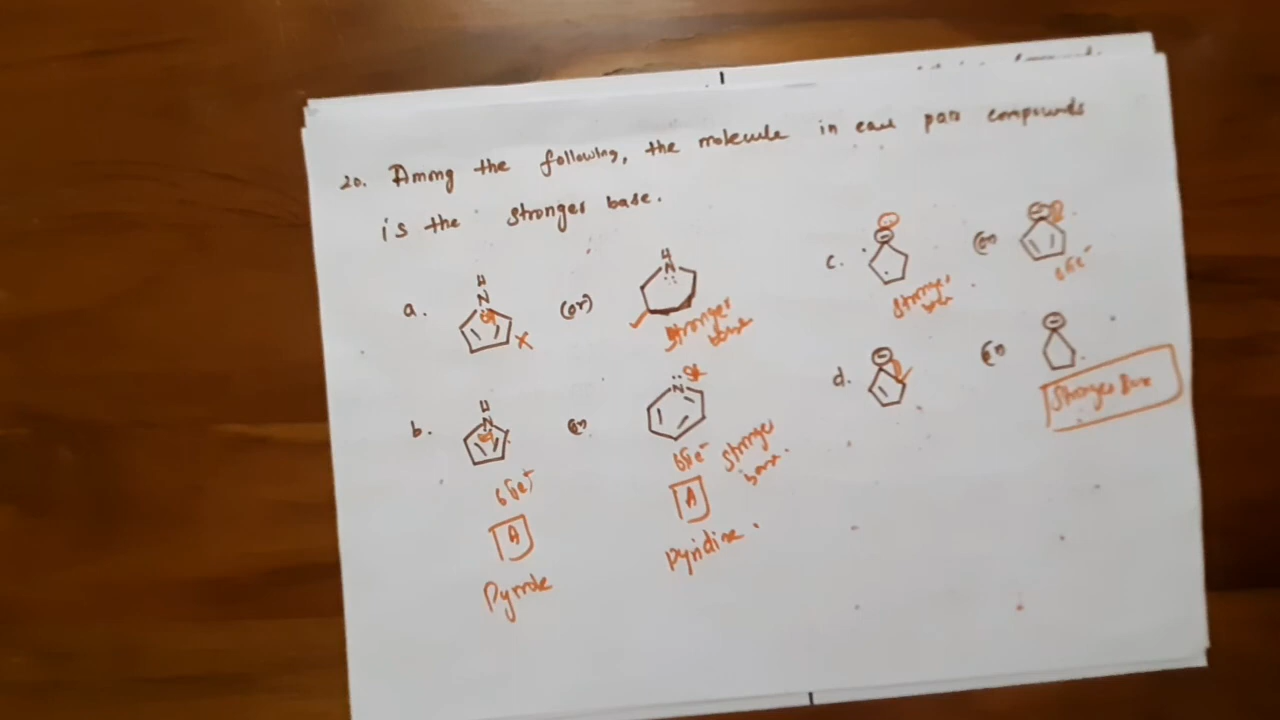 20. Among the following, the molecule in each pair compounds
is the stronger base.
a. H N (or) H N
Stronger base
b. H N (or) N
6πe⁻ 6πe⁻ Stronger base.
A A
Pyrrole Pyridine.
c. (or)
Stronger base 6πe⁻
d. (or)
Stronger Base